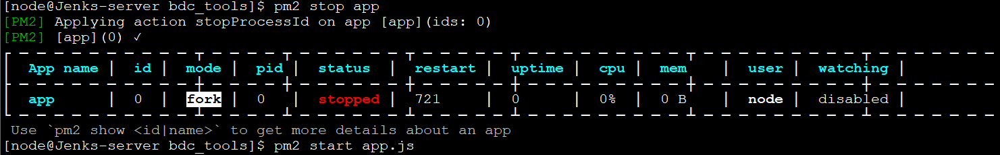 [node@Jenks-server bdc_tools]$ pm2 stop app
[PM2] Applying action stopProcessId on app [app](ids: 0)
[PM2] [app](0) ✓
│ App name │ id │ mode │ pid │ status │ restart │ uptime │ cpu │ mem │ user │ watching │
│ app │ 0 │ fork │ 0 │ stopped │ 721 │ 0 │ 0% │ 0 B │ node │ disabled │
Use `pm2 show <id|name>` to get more details about an app
[node@Jenks-server bdc_tools]$ pm2 start app.js